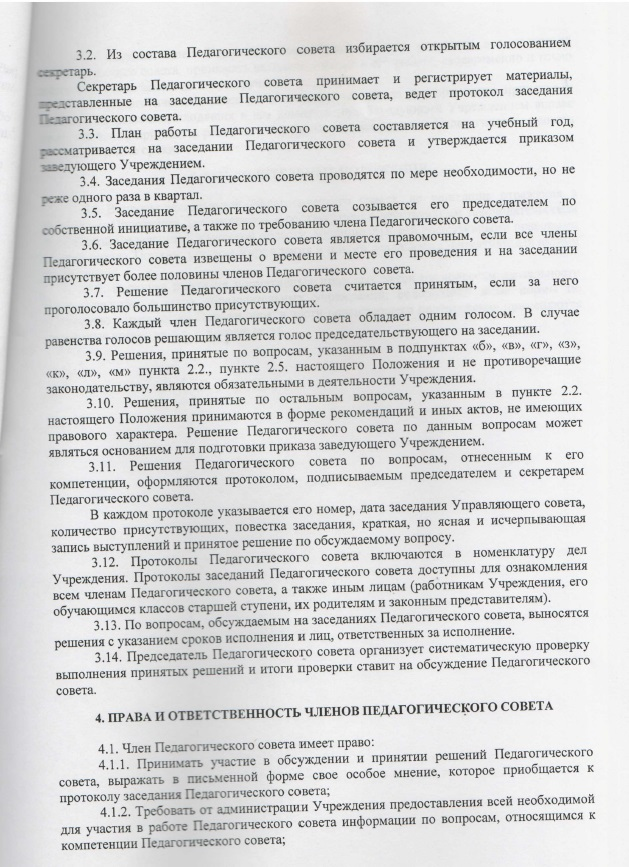 3.2. Из состава Педагогического совета избирается открытым голосованием
секретарь.
Секретарь Педагогического совета принимает и регистрирует материалы,
представленные на заседание Педагогического совета, ведет протокол заседания
Педагогического совета.
3.3. План работы Педагогического совета составляется на учебный год,
рассматривается на заседании Педагогического совета и утверждается приказом
заведующего Учреждением.
3.4. Заседания Педагогического совета проводятся по мере необходимости, но не
реже одного раза в квартал.
3.5. Заседание Педагогического совета созывается его председателем по
собственной инициативе, а также по требованию члена Педагогического совета.
3.6. Заседание Педагогического совета является правомочным, если все члены
Педагогического совета извещены о времени и месте его проведения и на заседании
присутствует более половины членов Педагогического совета.
3.7. Решение Педагогического совета считается принятым, если за него
проголосовало большинство присутствующих.
3.8. Каждый член Педагогического совета обладает одним голосом. В случае
равенства голосов решающим является голос председательствующего на заседании.
3.9. Решения, принятые по вопросам, указанным в подпунктах «б», «в», «г», «з»,
«к», «л», «м» пункта 2.2., пункте 2.5. настоящего Положения и не противоречащие
законодательству, являются обязательными в деятельности Учреждения.
3.10. Решения, принятые по остальным вопросам, указанным в пункте 2.2.
настоящего Положения принимаются в форме рекомендаций и иных актов, не имеющих
правового характера. Решение Педагогического совета по данным вопросам может
являться основанием для подготовки приказа заведующего Учреждением.
3.11. Решения Педагогического совета по вопросам, отнесенным к его
компетенции, оформляются протоколом, подписываемым председателем и секретарем
Педагогического совета.
В каждом протоколе указывается его номер, дата заседания Управляющего совета,
количество присутствующих, повестка заседания, краткая, но ясная и исчерпывающая
запись выступлений и принятое решение по обсуждаемому вопросу.
3.12. Протоколы Педагогического совета включаются в номенклатуру дел
Учреждения. Протоколы заседаний Педагогического совета доступны для ознакомления
всем членам Педагогического совета, а также иным лицам (работникам Учреждения, его
обучающимся классов старшей ступени, их родителям и законным представителям).
3.13. По вопросам, обсуждаемым на заседаниях Педагогического совета, выносятся
решения с указанием сроков исполнения и лиц, ответственных за исполнение.
3.14. Председатель Педагогического совета организует систематическую проверку
выполнения принятых решений и итоги проверки ставит на обсуждение Педагогического
совета.
4. ПРАВА И ОТВЕТСТВЕННОСТЬ ЧЛЕНОВ ПЕДАГОГИЧЕСКОГО СОВЕТА
4.1. Член Педагогического совета имеет право:
4.1.1. Принимать участие в обсуждении и принятии решений Педагогического
совета, выражать в письменной форме свое особое мнение, которое приобщается к
протоколу заседания Педагогического совета;
4.1.2. Требовать от администрации Учреждения предоставления всей необходимой
для участия в работе Педагогического совета информации по вопросам, относящимся к
компетенции Педагогического совета;